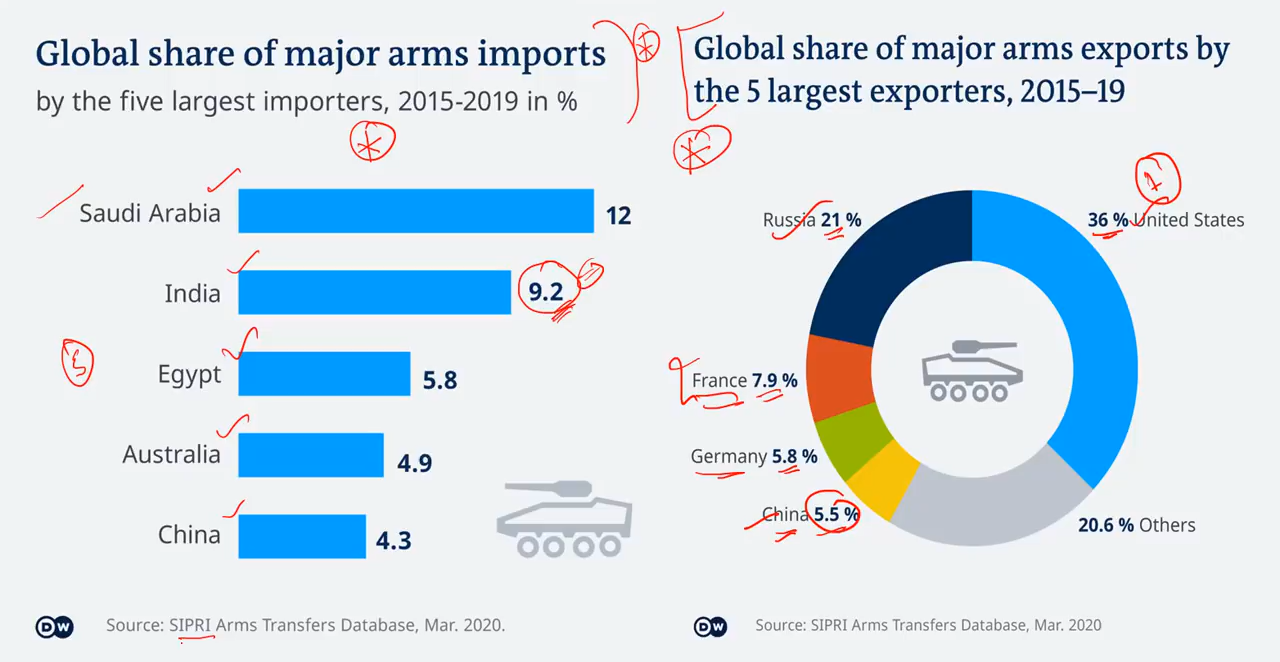 Global share of major arms imports
by the five largest importers, 2015-2019 in %
Saudi Arabia 12
India 9.2
Egypt 5.8
Australia 4.9
China 4.3
DW Source: SIPRI Arms Transfers Database, Mar. 2020.
Global share of major arms exports by
the 5 largest exporters, 2015–19
Russia 21 %
36 % United States
France 7.9 %
Germany 5.8 %
China 5.5 %
20.6 % Others
DW Source: SIPRI Arms Transfers Database, Mar. 2020